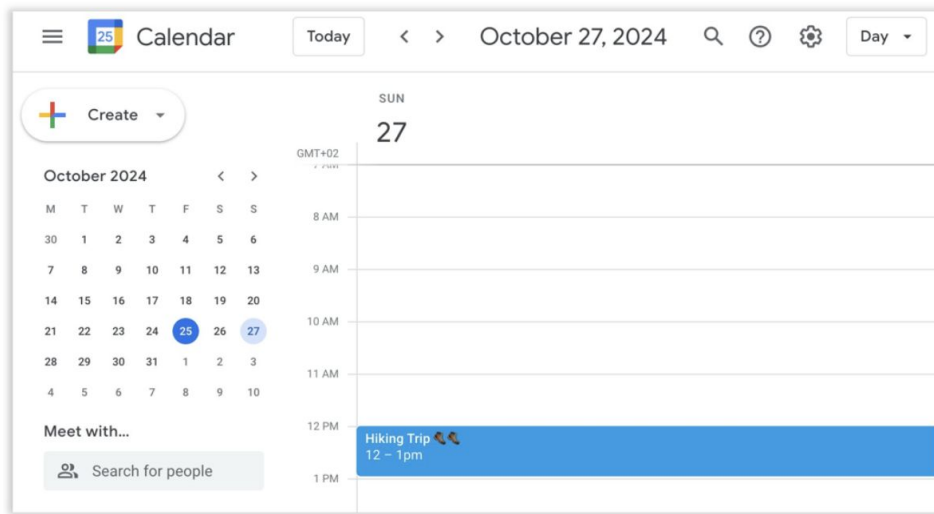 25 Calendar Today October 27, 2024 Day
Create
SUN
27
GMT+02
October 2024
M T W T F S S
30 1 2 3 4 5 6
7 8 9 10 11 12 13
14 15 16 17 18 19 20
21 22 23 24 25 26 27
28 29 30 31 1 2 3
4 5 6 7 8 9 10
Meet with...
Search for people
8 AM
9 AM
10 AM
11 AM
12 PM
Hiking Trip 🥾🥾
12 – 1pm
1 PM